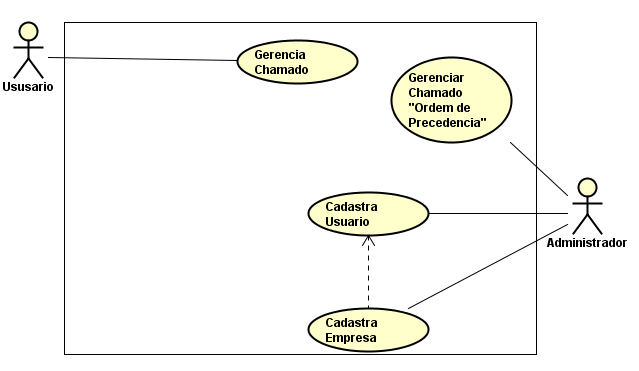 Gerencia
Chamado
Ususario
Gerenciar
Chamado
"Ordem de
Precedencia"
Cadastra
Usuario
Administrador
Cadastra
Empresa